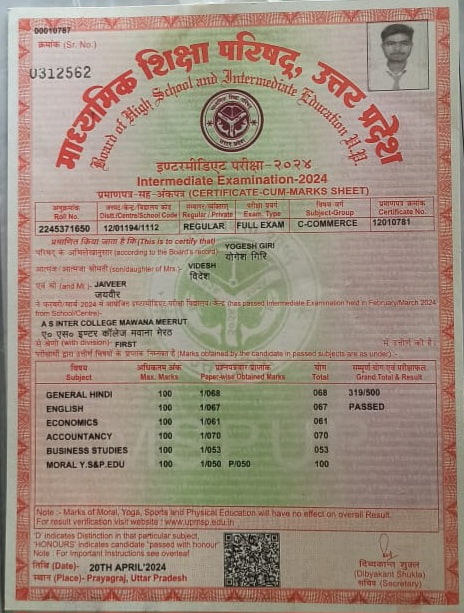 00010787
क्रमांक (Sr. No.)
U312562
माध्यमिक शिक्षा परिषद्, उत्तर प्रदेश
Board of High School and Intermediate Education U.P.
इण्टरमीडिएट परीक्षा-२०२४
Intermediate Examination-2024
प्रमाणपत्र-सह-अंकपत्र (CERTIFICATE-CUM-MARKS SHEET)
अनुक्रमांक जनपद/केन्द्र/विद्यालय कोड संस्थागत/व्यक्तिगत परीक्षा प्रकार विषय वर्ग प्रमाणपत्र क्रमांक
Roll No. Distt./Centre/School Code Regular / Private Exam. Type Subject-Group Certificate No.
2245371650 12/01194/1112 REGULAR FULL EXAM C-COMMERCE 12010781
प्रमाणित किया जाता है कि(This is to certify that)
YOGESH GIRI
परिषद् के अभिलेखानुसार (according to the Board's record) योगेश गिरि
VIDESH
आत्मज/आत्मजा श्रीमती (son/daughter of Mrs.- विदेश
JAIVEER
एवं श्री (and Mr.) जयवीर
ने फरवरी/मार्च 2024 में आयोजित इण्टरमीडिएट परीक्षा विद्यालय/केन्द्र (has passed Intermediate Examination held in February/March 2024
from School/Centre):-
A S INTER COLLEGE MAWANA MEERUT
ए० एस० इण्टर कॉलेज मवाना मेरठ
से श्रेणी (with division) FIRST में उत्तीर्ण की है।
परीक्षार्थी द्वारा उत्तीर्ण विषयों के प्राप्तांक निम्नवत हैं (Marks obtained by the candidate in passed subjects are as under) :-
विषय अधिकतम अंक प्रश्नपत्रवार प्राप्तांक योग सम्पूर्ण योग एवं परीक्षाफल
Subject Max. Marks Paper-wise Obtained Marks Total Grand Total & Result
GENERAL HINDI 100 1/068 068 319/500
ENGLISH 100 1/067 067 PASSED
ECONOMICS 100 1/061 061
ACCOUNTANCY 100 1/070 070
BUSINESS STUDIES 100 1/053 053
MORAL Y.S&P.EDU 100 1/050 P/050 100
Note :- Marks of Moral, Yoga, Sports and Physical Education will have no effect on overall Result.
For result verification visit website : www.upmsp.edu.in
'D' indicates Distinction in that particular subject,
'HONOURS' indicates candidate "passed with honour"
Note : For Important Instructions see overleaf
तिथि (Date)- 20TH APRIL'2024
स्थान (Place)- Prayagraj, Uttar Pradesh
दिब्यकान्त शुक्ल
(Dibyakant Shukla)
सचिव (Secretary)